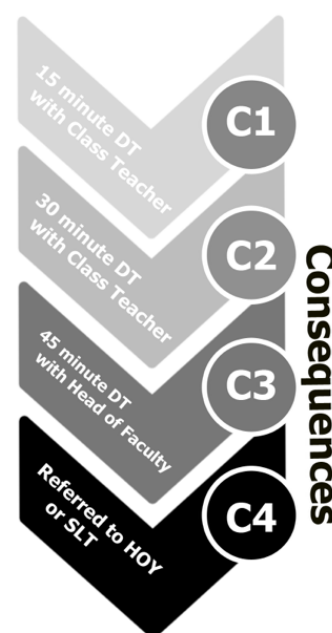 15 minute DT
with Class Teacher
C1
30 minute DT
with Class Teacher
C2
45 minute DT
with Head of Faculty
C3
Referred to HOY
or SLT
C4
Consequences